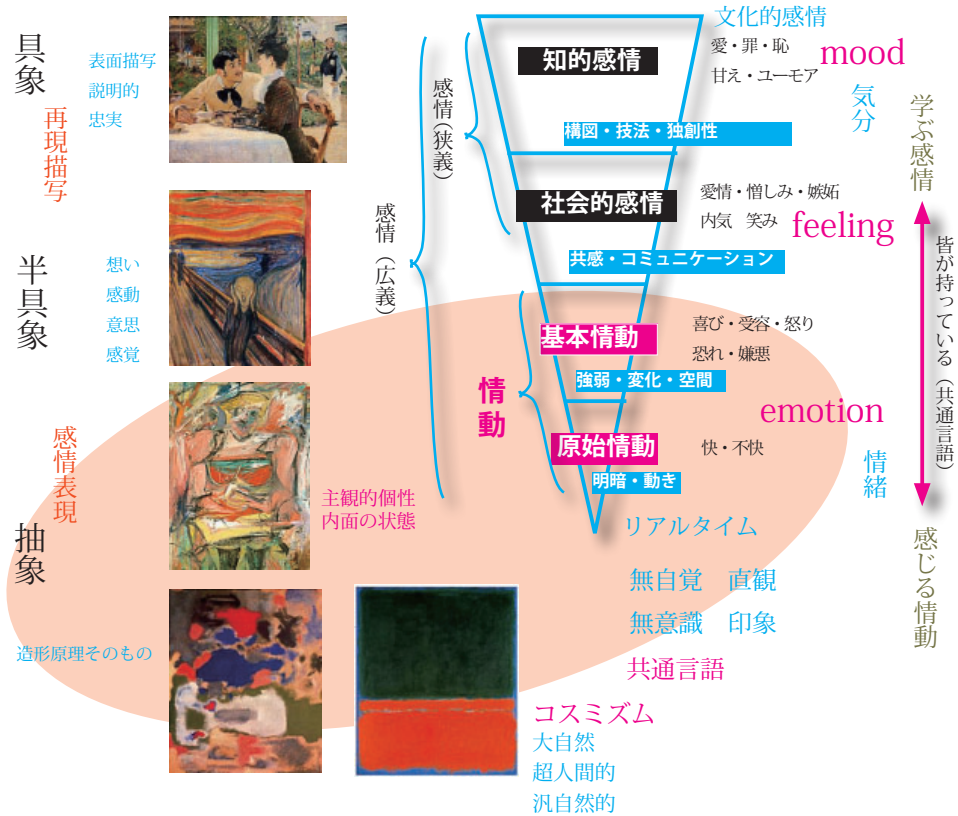 具象
表面描写
説明的
忠実
再現描写
半具象
想い
感動
意思
感覚
感情表現
抽象
主観的個性
内面の状態
造形原理そのもの
感情(狭義)
感情（広義）
情動
文化的感情
知的感情
愛・罪・恥
甘え・ユーモア
mood
気分
構図・技法・独創性
社会的感情
愛情・憎しみ・嫉妬
内気　笑み
feeling
共感・コミュニケーション
基本情動
喜び・受容・怒り
恐れ・嫌悪
強弱・変化・空間
emotion
情緒
原始情動
快・不快
明暗・動き
リアルタイム
無自覚　直観
無意識　印象
共通言語
コスミズム
大自然
超人間的
汎自然的
学ぶ感情
皆が持っている（共通言語）
感じる情動